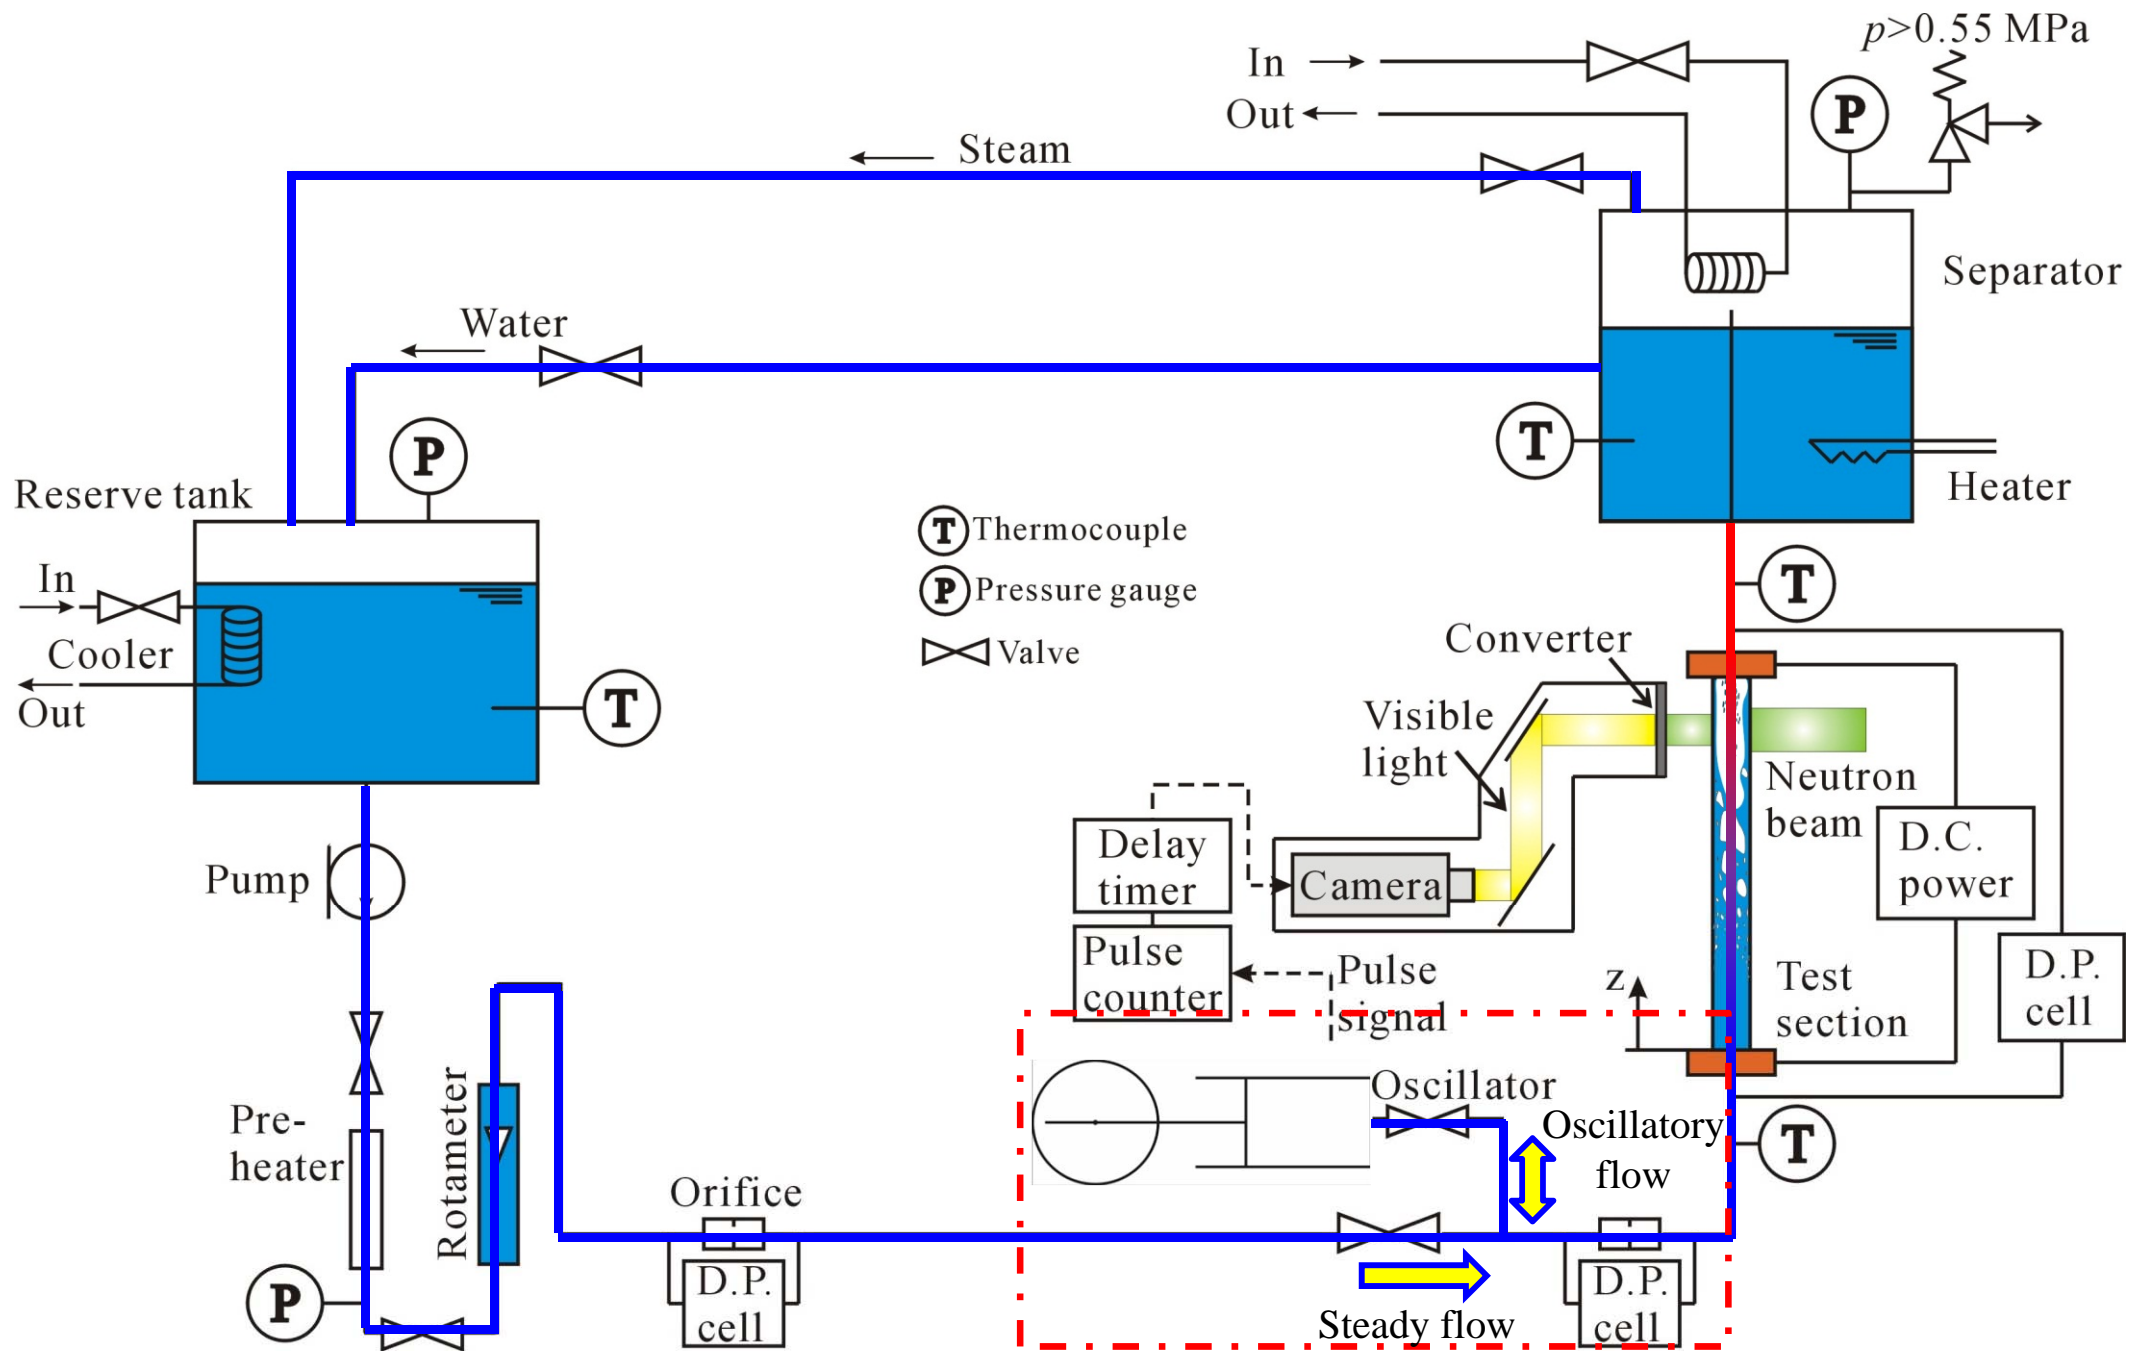 p>0.55 MPa
In
P
Out
Steam
Separator
Water
T
P
Heater
Reserve tank
T Thermocouple
In
T
P Pressure gauge
Converter
Cooler
Valve
Out
T
Visible
light
Neutron
beam
Delay
timer
D.C.
power
Pump
Camera
Pulse
counter
Pulse
signal
z
Test
section
D.P.
cell
Oscillator
Pre-
heater
Rotameter
Oscillatory
flow
T
Orifice
P
D.P.
cell
Steady flow
D.P.
cell